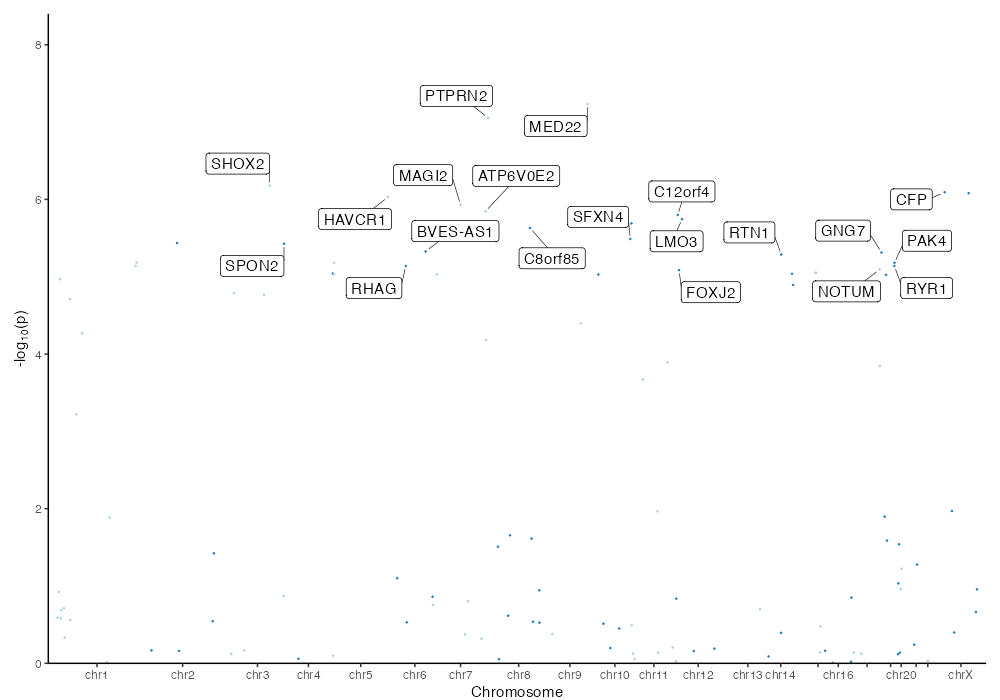 8
PTPRN2
MED22
SHOX2
MAGI2
ATP6V0E2
6
C12orf4
CFP
HAVCR1
SFXN4
BVES-AS1
RTN1
GNG7
LMO3
PAK4
SPON2
C8orf85
RHAG
FOXJ2
NOTUM
RYR1
-log10(p)
4
2
0
chr1 chr2 chr3 chr4 chr5 chr6 chr7 chr8 chr9 chr10 chr11 chr12 chr13 chr14 chr16 chr20 chrX
Chromosome